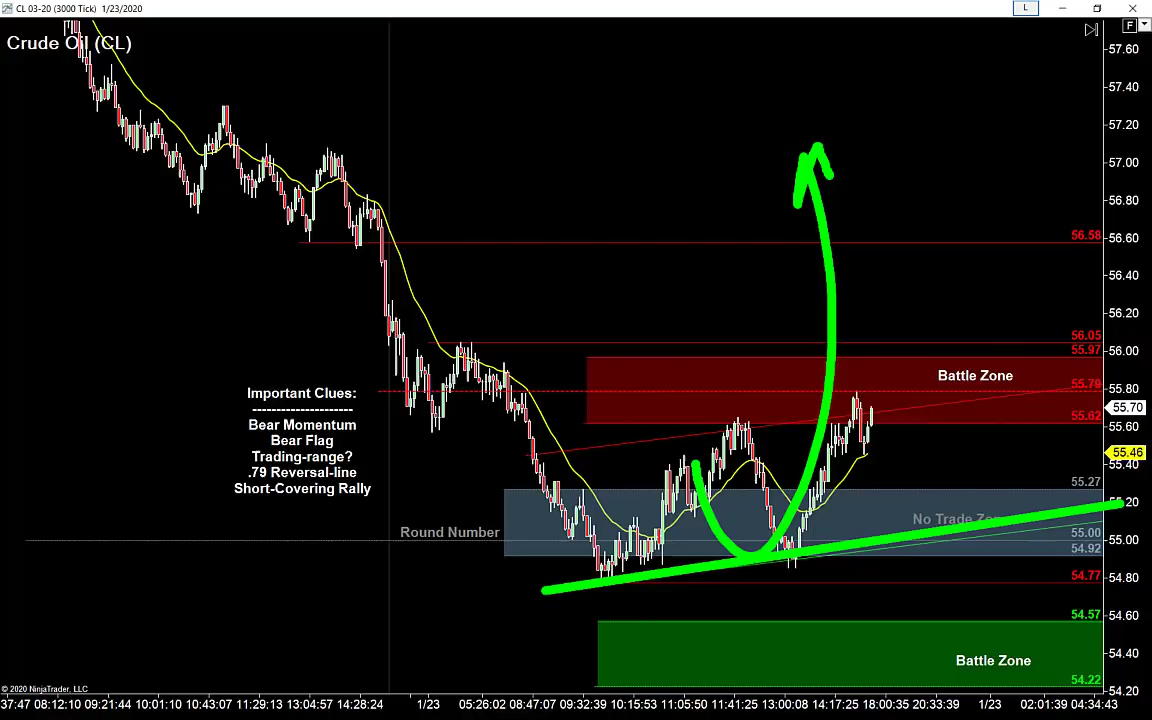 CL 03-20 (3000 Tick) 1/23/2020
L
Crude Oil (CL)
F
57.60
57.40
57.20
57.00
56.80
56.60
56.40
56.20
56.00
55.80
55.70
55.60
55.46
55.40
55.20
55.00
54.80
54.60
54.40
54.20
56.58
56.05
55.97
Battle Zone
55.79
55.62
Important Clues:
----------------------
Bear Momentum
Bear Flag
Trading-range?
.79 Reversal-line
Short-Covering Rally
55.27
No Trade Zone
Round Number
55.00
54.92
54.77
54.57
Battle Zone
54.22
© 2020 NinjaTrader, LLC
37:47 08:12:10 09:21:44 10:01:10 10:43:07 11:29:13 13:04:57 14:28:24 1/23 05:26:02 08:47:07 09:32:39 10:15:53 11:05:50 11:41:25 13:00:08 14:17:25 18:00:35 20:33:39 1/23 02:01:39 04:34:43